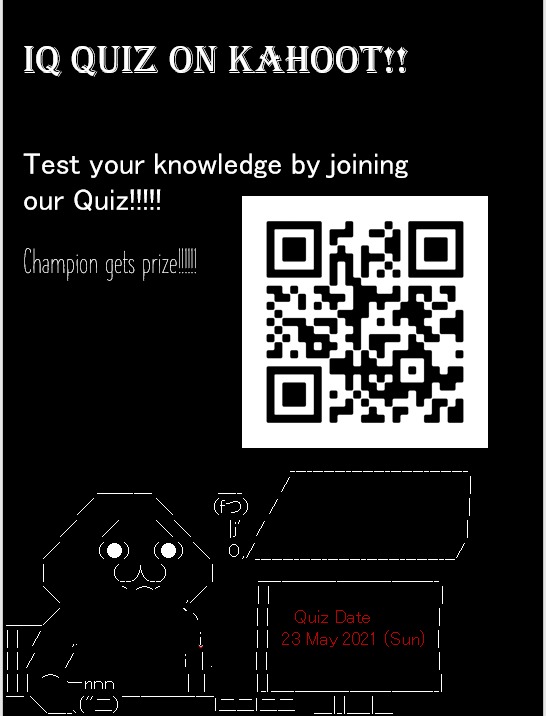 IQ QUIZ ON KAHOOT!!
Test your knowledge by joining
our Quiz!!!!!
Champion gets prize!!!!!!
Quiz Date
23 May 2021 (Sun)